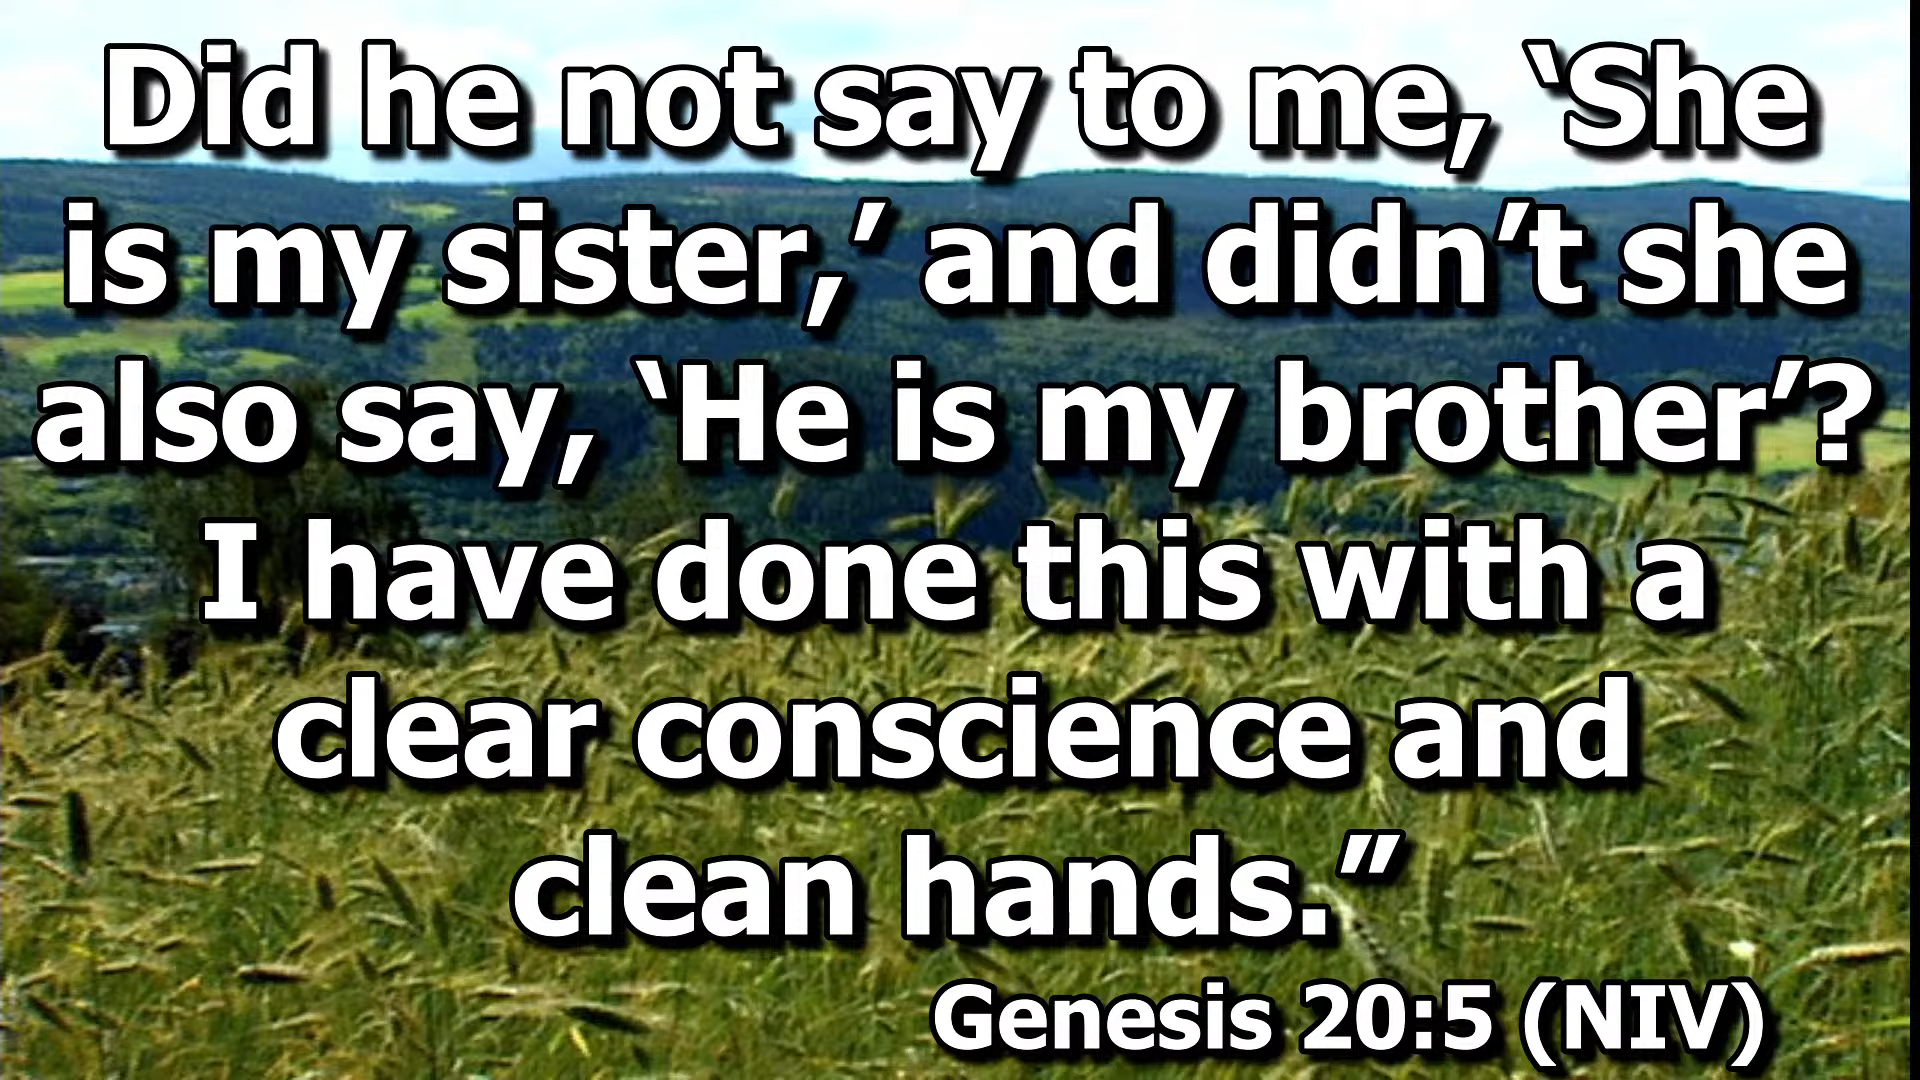 Did he not say to me, ‘She
is my sister,’ and didn’t she
also say, ‘He is my brother’?
I have done this with a
clear conscience and
clean hands.”
Genesis 20:5 (NIV)